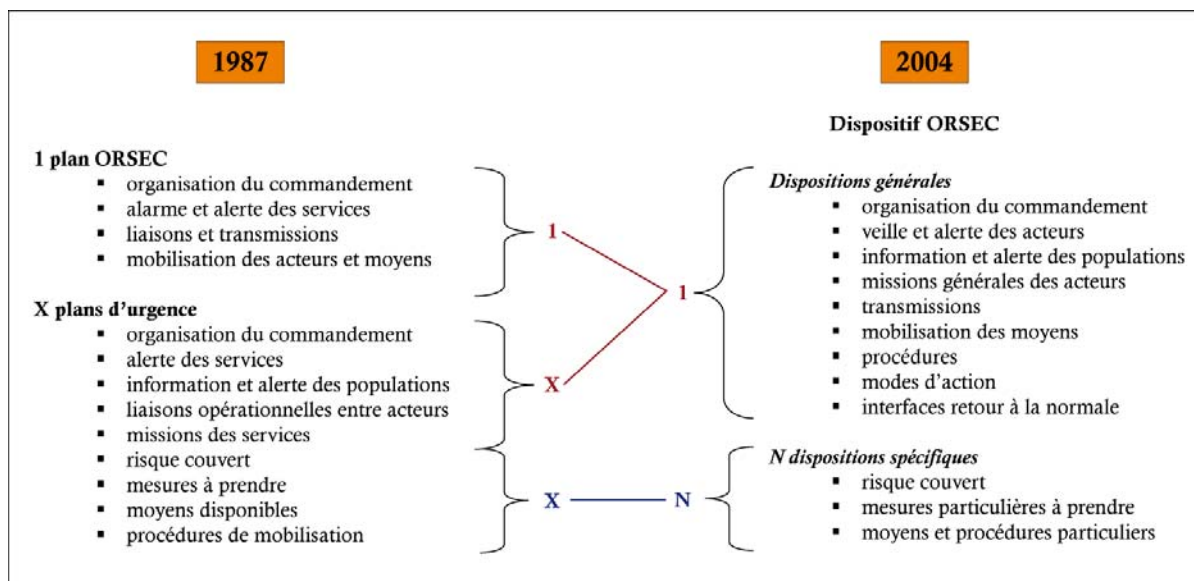 1987
1 plan ORSEC
▪ organisation du commandement
▪ alarme et alerte des services
▪ liaisons et transmissions
▪ mobilisation des acteurs et moyens
X plans d'urgence
▪ organisation du commandement
▪ alerte des services
▪ information et alerte des populations
▪ liaisons opérationnelles entre acteurs
▪ missions des services
▪ risque couvert
▪ mesures à prendre
▪ moyens disponibles
▪ procédures de mobilisation
1
X
X
1
N
2004
Dispositif ORSEC
Dispositions générales
▪ organisation du commandement
▪ veille et alerte des acteurs
▪ information et alerte des populations
▪ missions générales des acteurs
▪ transmissions
▪ mobilisation des moyens
▪ procédures
▪ modes d'action
▪ interfaces retour à la normale
N dispositions spécifiques
▪ risque couvert
▪ mesures particulières à prendre
▪ moyens et procédures particuliers